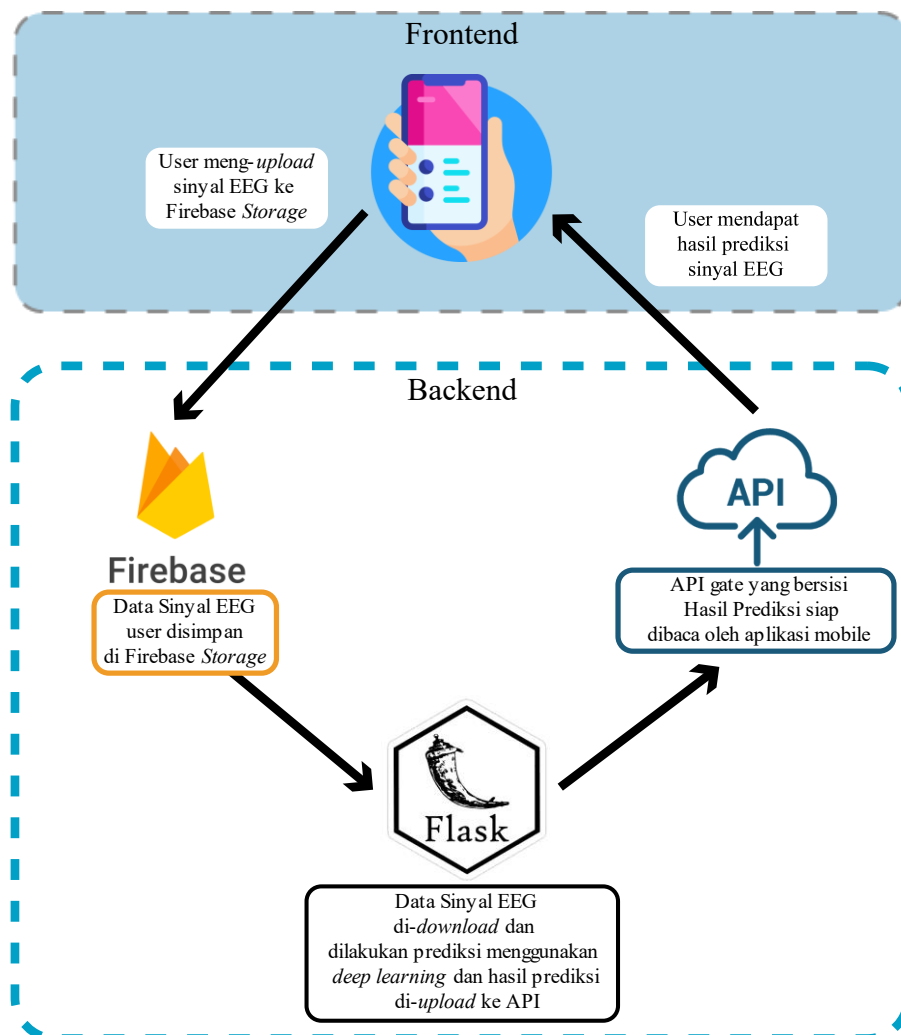 Frontend
User meng-upload
sinyal EEG ke
Firebase Storage
User mendapat
hasil prediksi
sinyal EEG
Backend
Firebase
Data Sinyal EEG
user disimpan
di Firebase Storage
API
API gate yang bersisi
Hasil Prediksi siap
dibaca oleh aplikasi mobile
Flask
Data Sinyal EEG
di-download dan
dilakukan prediksi menggunakan
deep learning dan hasil prediksi
di-upload ke API